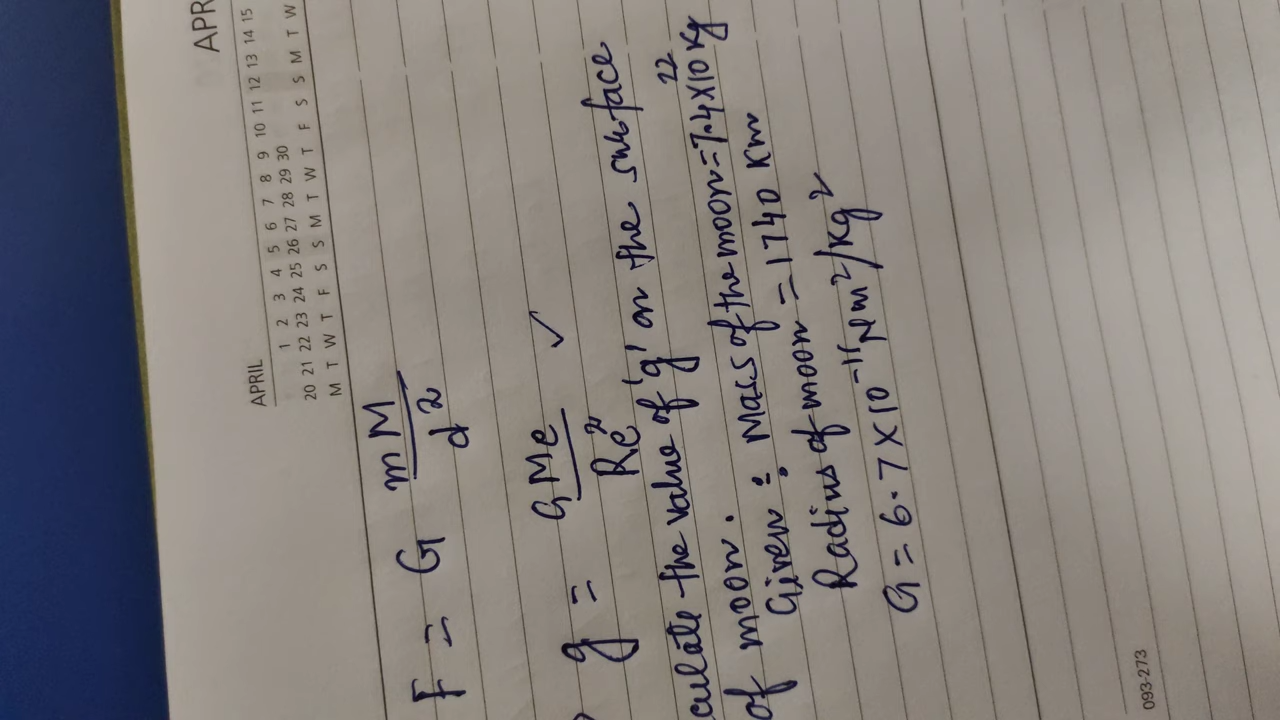 APR
APRIL
1 2 3 4 5 6 7 8 9 10 11 12 13 14 15
20 21 22 23 24 25 26 27 28 29 30
M T W T F S S M T W T F S S M T W
F = G mM/d²
g = GMe/Re² ✓
culate the value of 'g' on the surface
of moon.
Given : Mass of the moon = 7.4 X 10²² Kg
Radius of moon = 1740 Km
G = 6.7 X 10⁻¹¹ Nm²/Kg²
093-273